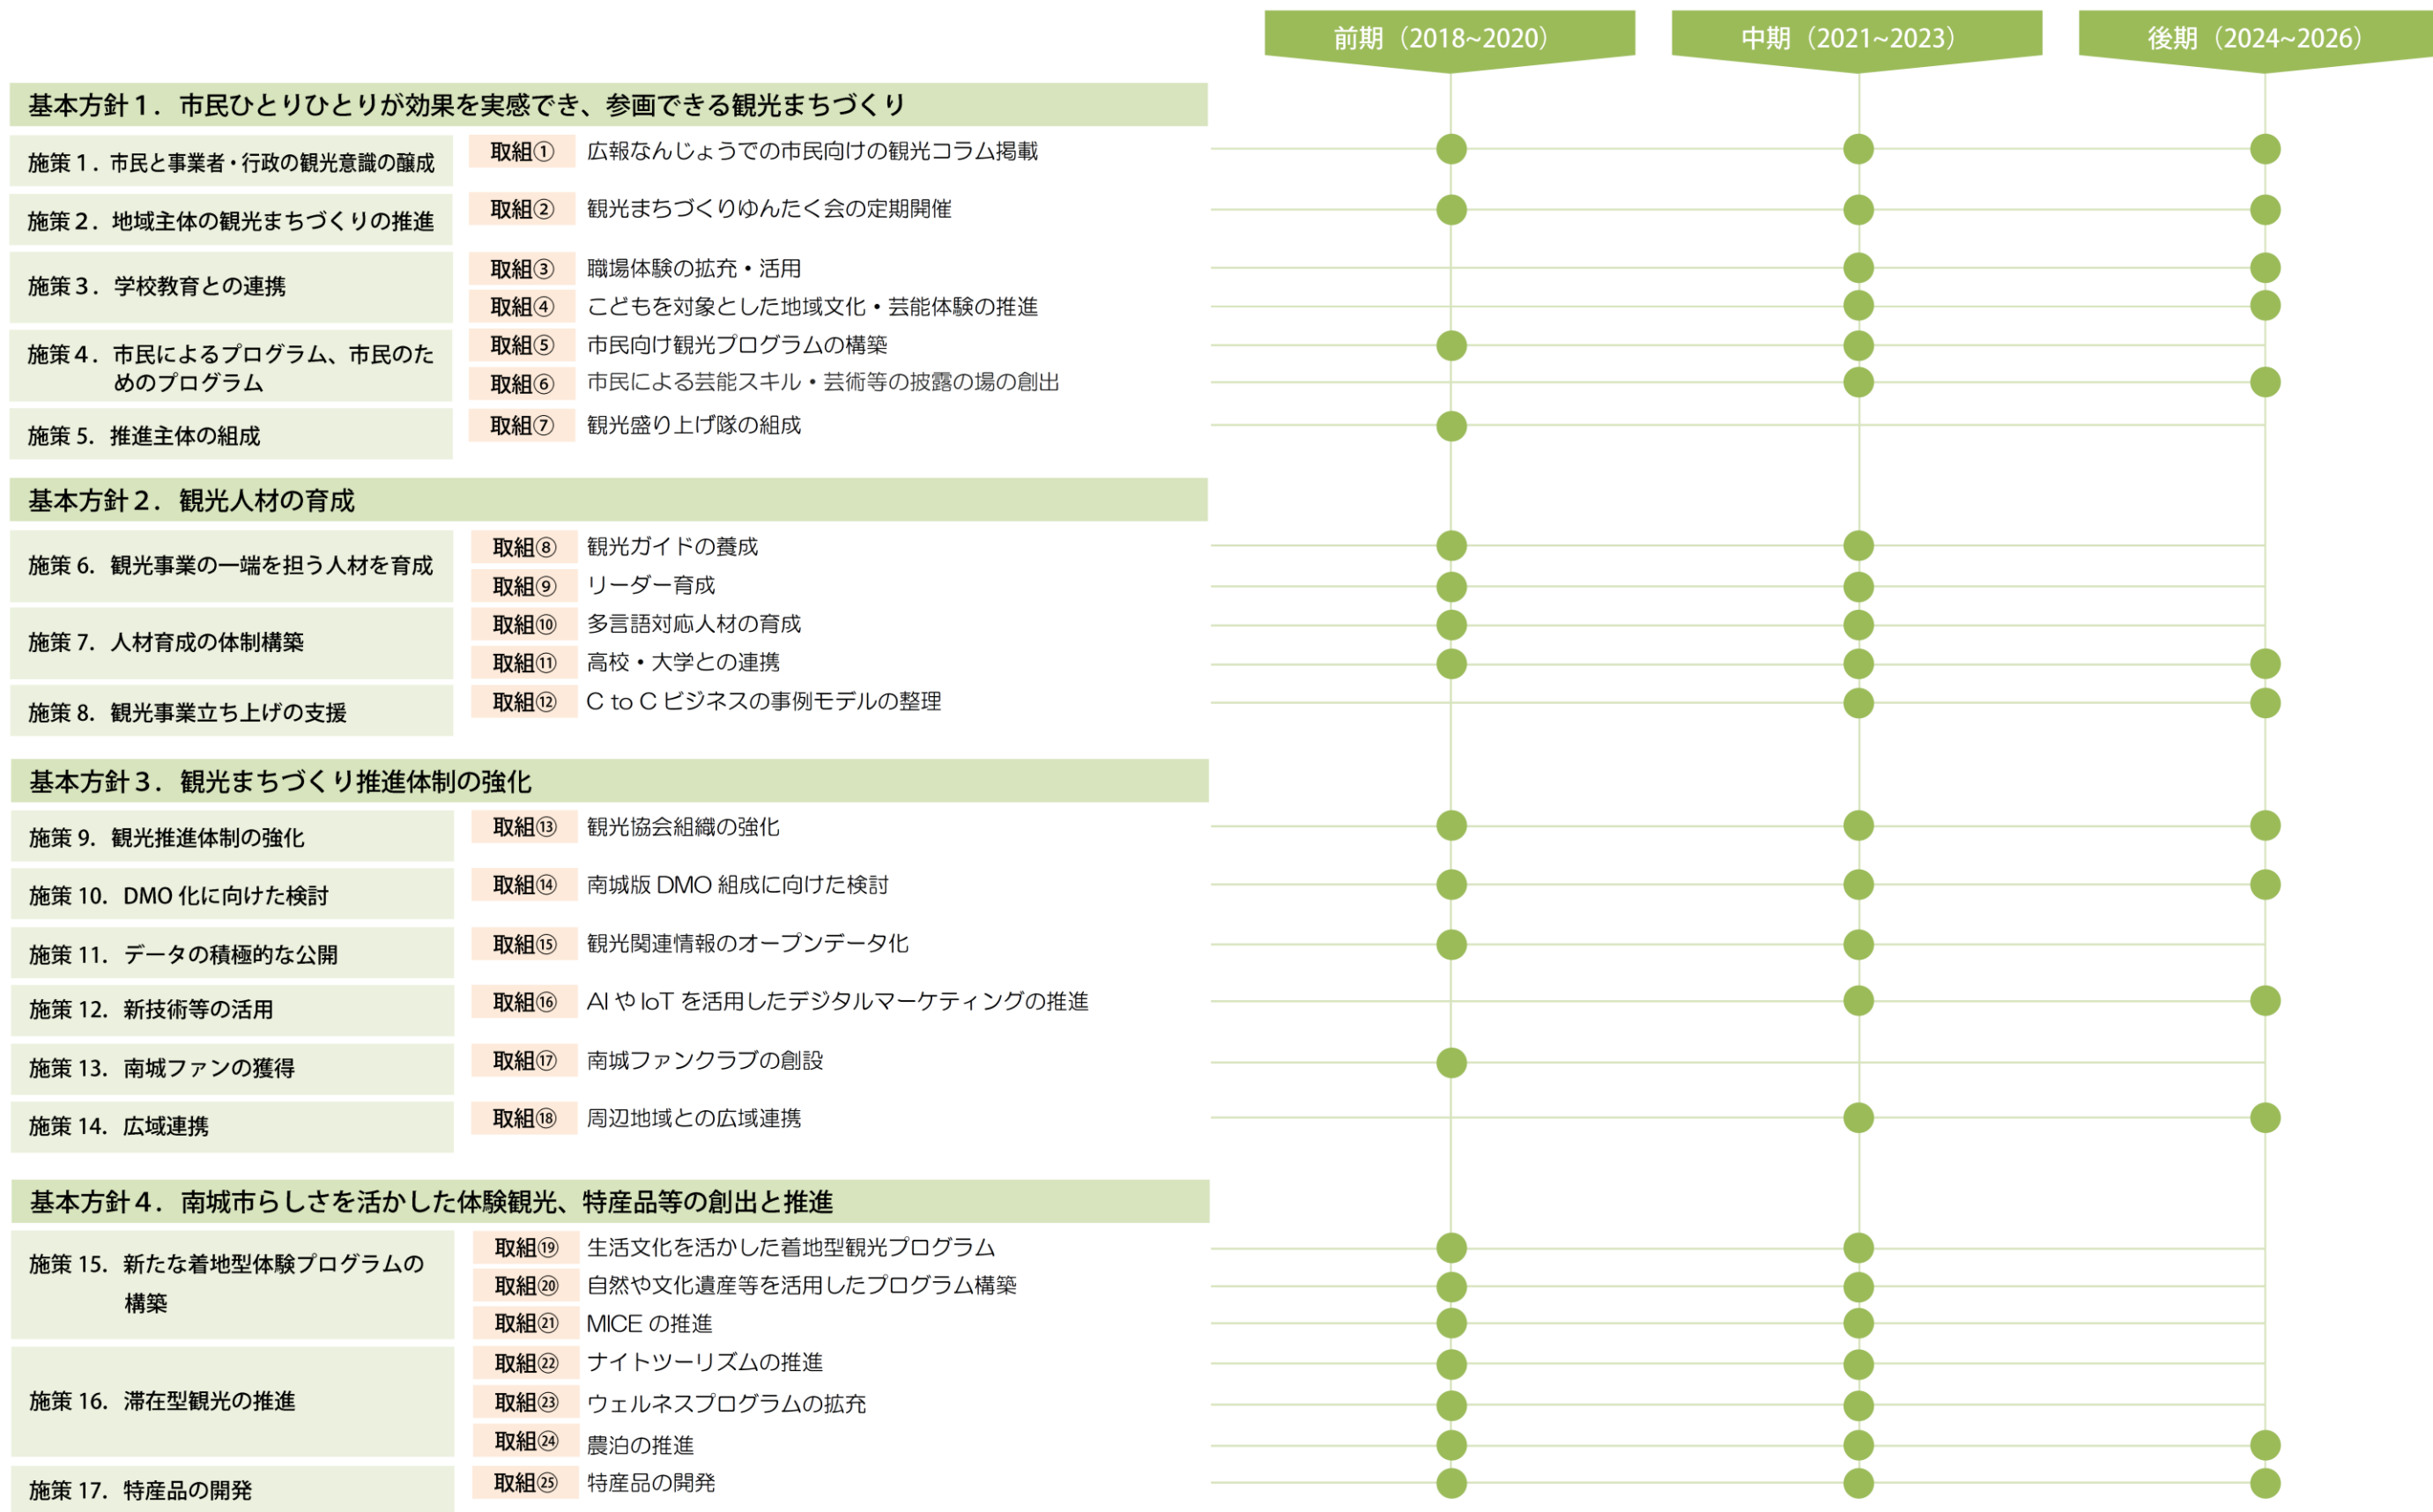 前期（2018~2020）
中期（2021~2023）
後期（2024~2026）
基本方針１．市民ひとりひとりが効果を実感でき、参画できる観光まちづくり
施策１．市民と事業者・行政の観光意識の醸成
取組① 広報なんじょうでの市民向けの観光コラム掲載
施策２．地域主体の観光まちづくりの推進
取組② 観光まちづくりゆんたく会の定期開催
施策３．学校教育との連携
取組③ 職場体験の拡充・活用
取組④ こどもを対象とした地域文化・芸能体験の推進
施策４．市民によるプログラム、市民のた
めのプログラム
取組⑤ 市民向け観光プログラムの構築
取組⑥ 市民による芸能スキル・芸術等の披露の場の創出
施策 5．推進主体の組成
取組⑦ 観光盛り上げ隊の組成
基本方針２．観光人材の育成
施策 6．観光事業の一端を担う人材を育成
取組⑧ 観光ガイドの養成
取組⑨ リーダー育成
施策 7．人材育成の体制構築
取組⑩ 多言語対応人材の育成
取組⑪ 高校・大学との連携
施策 8．観光事業立ち上げの支援
取組⑫ C to C ビジネスの事例モデルの整理
基本方針３．観光まちづくり推進体制の強化
施策 9．観光推進体制の強化
取組⑬ 観光協会組織の強化
施策 10．DMO 化に向けた検討
取組⑭ 南城版 DMO 組成に向けた検討
施策 11．データの積極的な公開
取組⑮ 観光関連情報のオープンデータ化
施策 12．新技術等の活用
取組⑯ AI や IoT を活用したデジタルマーケティングの推進
施策 13．南城ファンの獲得
取組⑰ 南城ファンクラブの創設
施策 14．広域連携
取組⑱ 周辺地域との広域連携
基本方針４．南城市らしさを活かした体験観光、特産品等の創出と推進
施策 15．新たな着地型体験プログラムの
構築
取組⑲ 生活文化を活かした着地型観光プログラム
取組⑳ 自然や文化遺産等を活用したプログラム構築
取組㉑ MICE の推進
施策 16．滞在型観光の推進
取組㉒ ナイトツーリズムの推進
取組㉓ ウェルネスプログラムの拡充
取組㉔ 農泊の推進
施策 17．特産品の開発
取組㉕ 特産品の開発